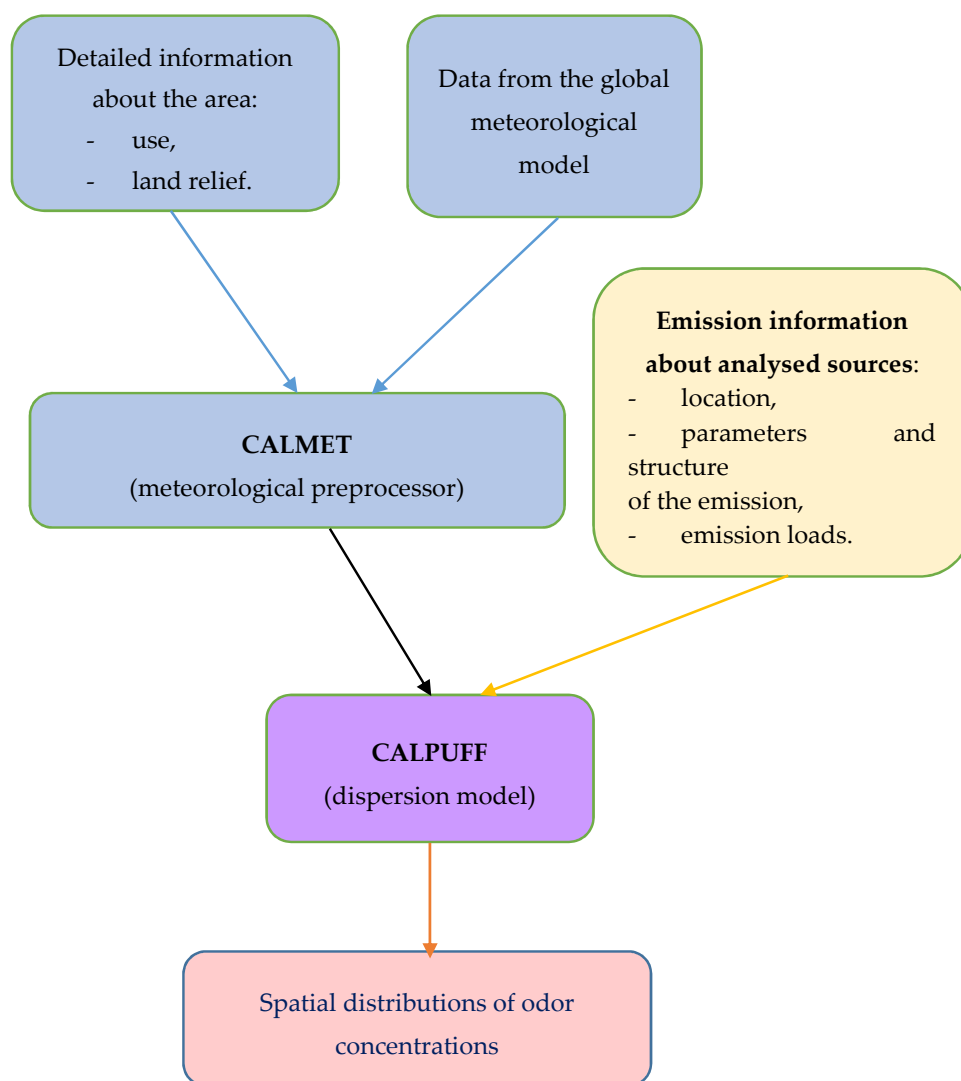 Detailed information
about the area:
- use,
- land relief.
Data from the global
meteorological
model
Emission information
about analysed sources:
- location,
- parameters and
structure
of the emission,
- emission loads.
CALMET
(meteorological preprocessor)
CALPUFF
(dispersion model)
Spatial distributions of odor
concentrations